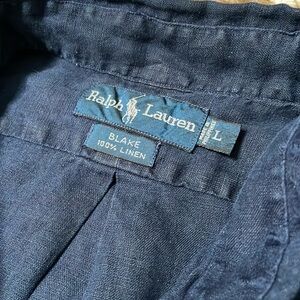 Ralph Lauren
L
BLAKE
100% LINEN